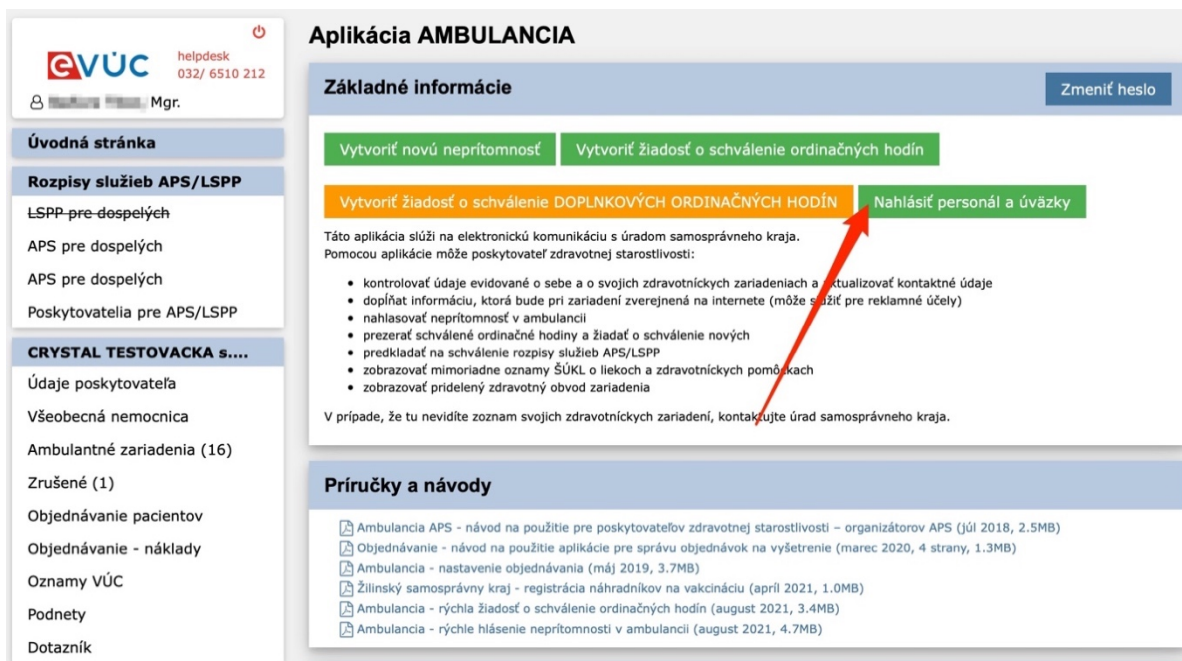 eVÚC
helpdesk
032/ 6510 212
Mgr.
Úvodná stránka
Rozpisy služieb APS/LSPP
LSPP pre dospelých
APS pre dospelých
APS pre dospelých
Poskytovatelia pre APS/LSPP
CRYSTAL TESTOVACKA s....
Údaje poskytovateľa
Všeobecná nemocnica
Ambulantné zariadenia (16)
Zrušené (1)
Objednávanie pacientov
Objednávanie - náklady
Oznamy VÚC
Podnety
Dotazník
Aplikácia AMBULANCIA
Základné informácie
Zmeniť heslo
Vytvoriť novú neprítomnosť
Vytvoriť žiadosť o schválenie ordinačných hodín
Vytvoriť žiadosť o schválenie DOPLNKOVÝCH ORDINAČNÝCH HODÍN
Nahlásiť personál a úväzky
Táto aplikácia slúži na elektronickú komunikáciu s úradom samosprávneho kraja.
Pomocou aplikácie môže poskytovateľ zdravotnej starostlivosti:
• kontrolovať údaje evidované o sebe a o svojich zdravotníckych zariadeniach a aktualizovať kontaktné údaje
• dopĺňat informáciu, ktorá bude pri zariadení zverejnená na internete (môže slúžiť pre reklamné účely)
• nahlasovať neprítomnosť v ambulancii
• prezerať schválené ordinačné hodiny a žiadať o schválenie nových
• predkladať na schválenie rozpisy služieb APS/LSPP
• zobrazovať mimoriadne oznamy ŠÚKL o liekoch a zdravotníckych pomôckach
• zobrazovať pridelený zdravotný obvod zariadenia
V prípade, že tu nevidíte zoznam svojich zdravotníckych zariadení, kontaktujte úrad samosprávneho kraja.
Príručky a návody
Ambulancia APS - návod na použitie pre poskytovateľov zdravotnej starostlivosti – organizátorov APS (júl 2018, 2.5MB)
Objednávanie - návod na použitie aplikácie pre správu objednávok na vyšetrenie (marec 2020, 4 strany, 1.3MB)
Ambulancia - nastavenie objednávania (máj 2019, 3.7MB)
Žilinský samosprávny kraj - registrácia náhradníkov na vakcináciu (apríl 2021, 1.0MB)
Ambulancia - rýchla žiadosť o schválenie ordinačných hodín (august 2021, 3.4MB)
Ambulancia - rýchle hlásenie neprítomnosti v ambulancii (august 2021, 4.7MB)